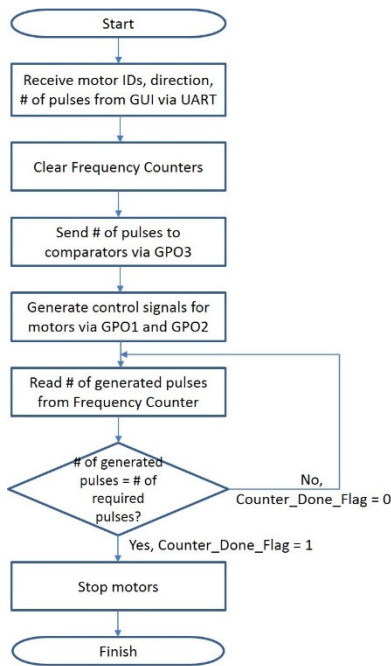 Start
Receive motor IDs, direction,
# of pulses from GUI via UART
Clear Frequency Counters
Send # of pulses to
comparators via GPO3
Generate control signals for
motors via GPO1 and GPO2
Read # of generated pulses
from Frequency Counter
# of generated
pulses = # of
required
pulses?
No,
Counter_Done_Flag = 0
Yes, Counter_Done_Flag = 1
Stop motors
Finish